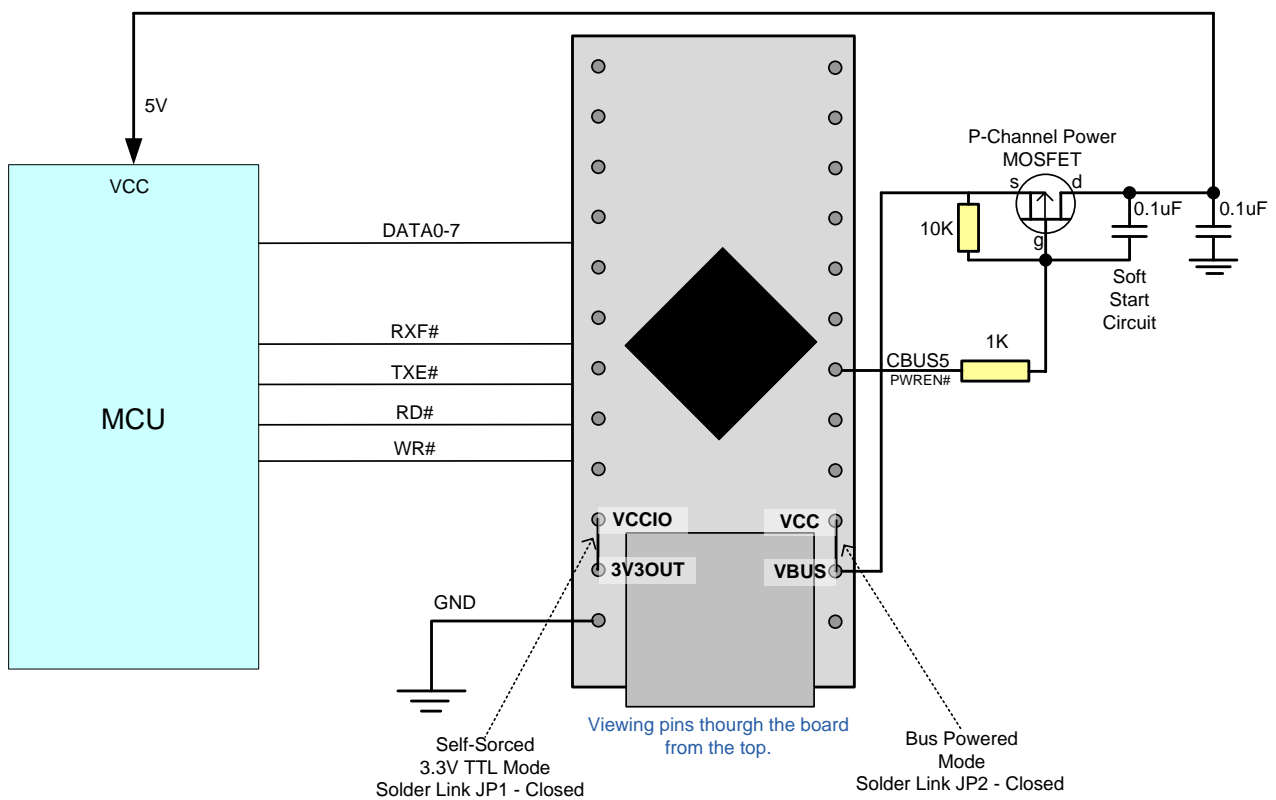 5V
P-Channel Power
MOSFET
VCC
s
d
0.1uF
0.1uF
10K
g
DATA0-7
Soft
Start
Circuit
RXF#
1K
TXE#
CBUS5
PWREN#
MCU
RD#
WR#
VCCIO
VCC
3V3OUT
VBUS
GND
Viewing pins thourgh the board
from the top.
Self-Sorced
3.3V TTL Mode
Solder Link JP1 - Closed
Bus Powered
Mode
Solder Link JP2 - Closed